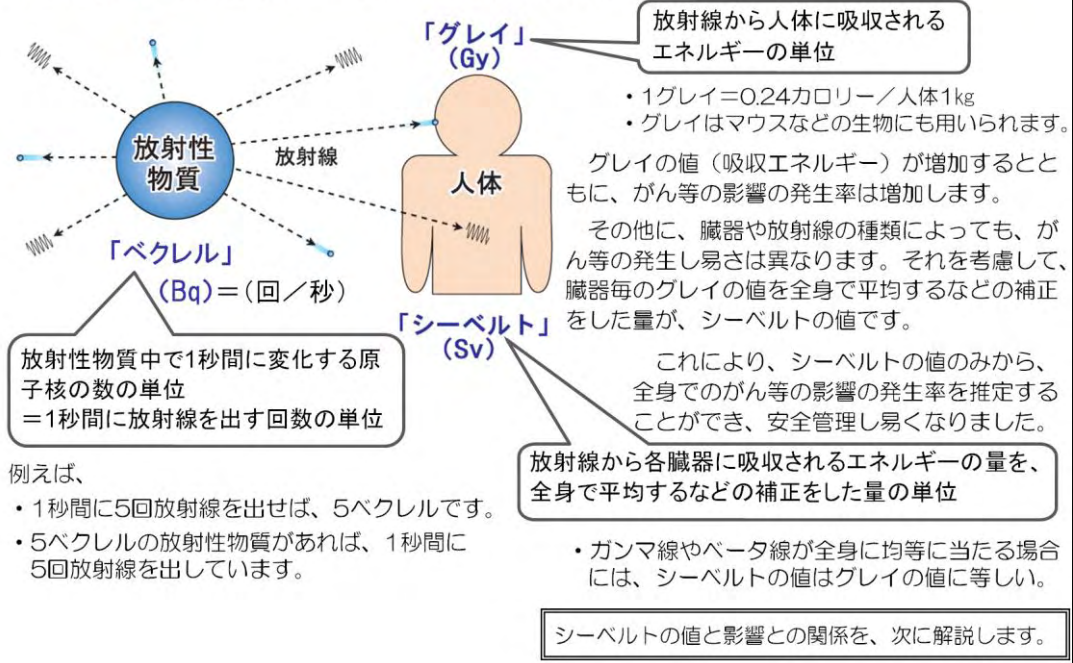 「グレイ」
(Gy)
放射線から人体に吸収される
エネルギーの単位
・1グレイ=0.24カロリー／人体1㎏
・グレイはマウスなどの生物にも用いられます。
放射性
物質
放射線
人体
グレイの値（吸収エネルギー）が増加するとと
もに、がん等の影響の発生率は増加します。
その他に、臓器や放射線の種類によっても、が
ん等の発生し易さは異なります。それを考慮して、
臓器毎のグレイの値を全身で平均するなどの補正
をした量が、シーベルトの値です。
これにより、シーベルトの値のみから、
全身でのがん等の影響の発生率を推定する
ことができ、安全管理し易くなりました。
「ベクレル」
(Bq)=(回／秒)
放射性物質中で1秒間に変化する原
子核の数の単位
=1秒間に放射線を出す回数の単位
例えば、
・1秒間に5回放射線を出せば、5ベクレルです。
・5ベクレルの放射性物質があれば、1秒間に
5回放射線を出しています。
「シーベルト」
(Sv)
放射線から各臓器に吸収されるエネルギーの量を、
全身で平均するなどの補正をした量の単位
・ガンマ線やベータ線が全身に均等に当たる場合
には、シーベルトの値はグレイの値に等しい。
シーベルトの値と影響との関係を、次に解説します。